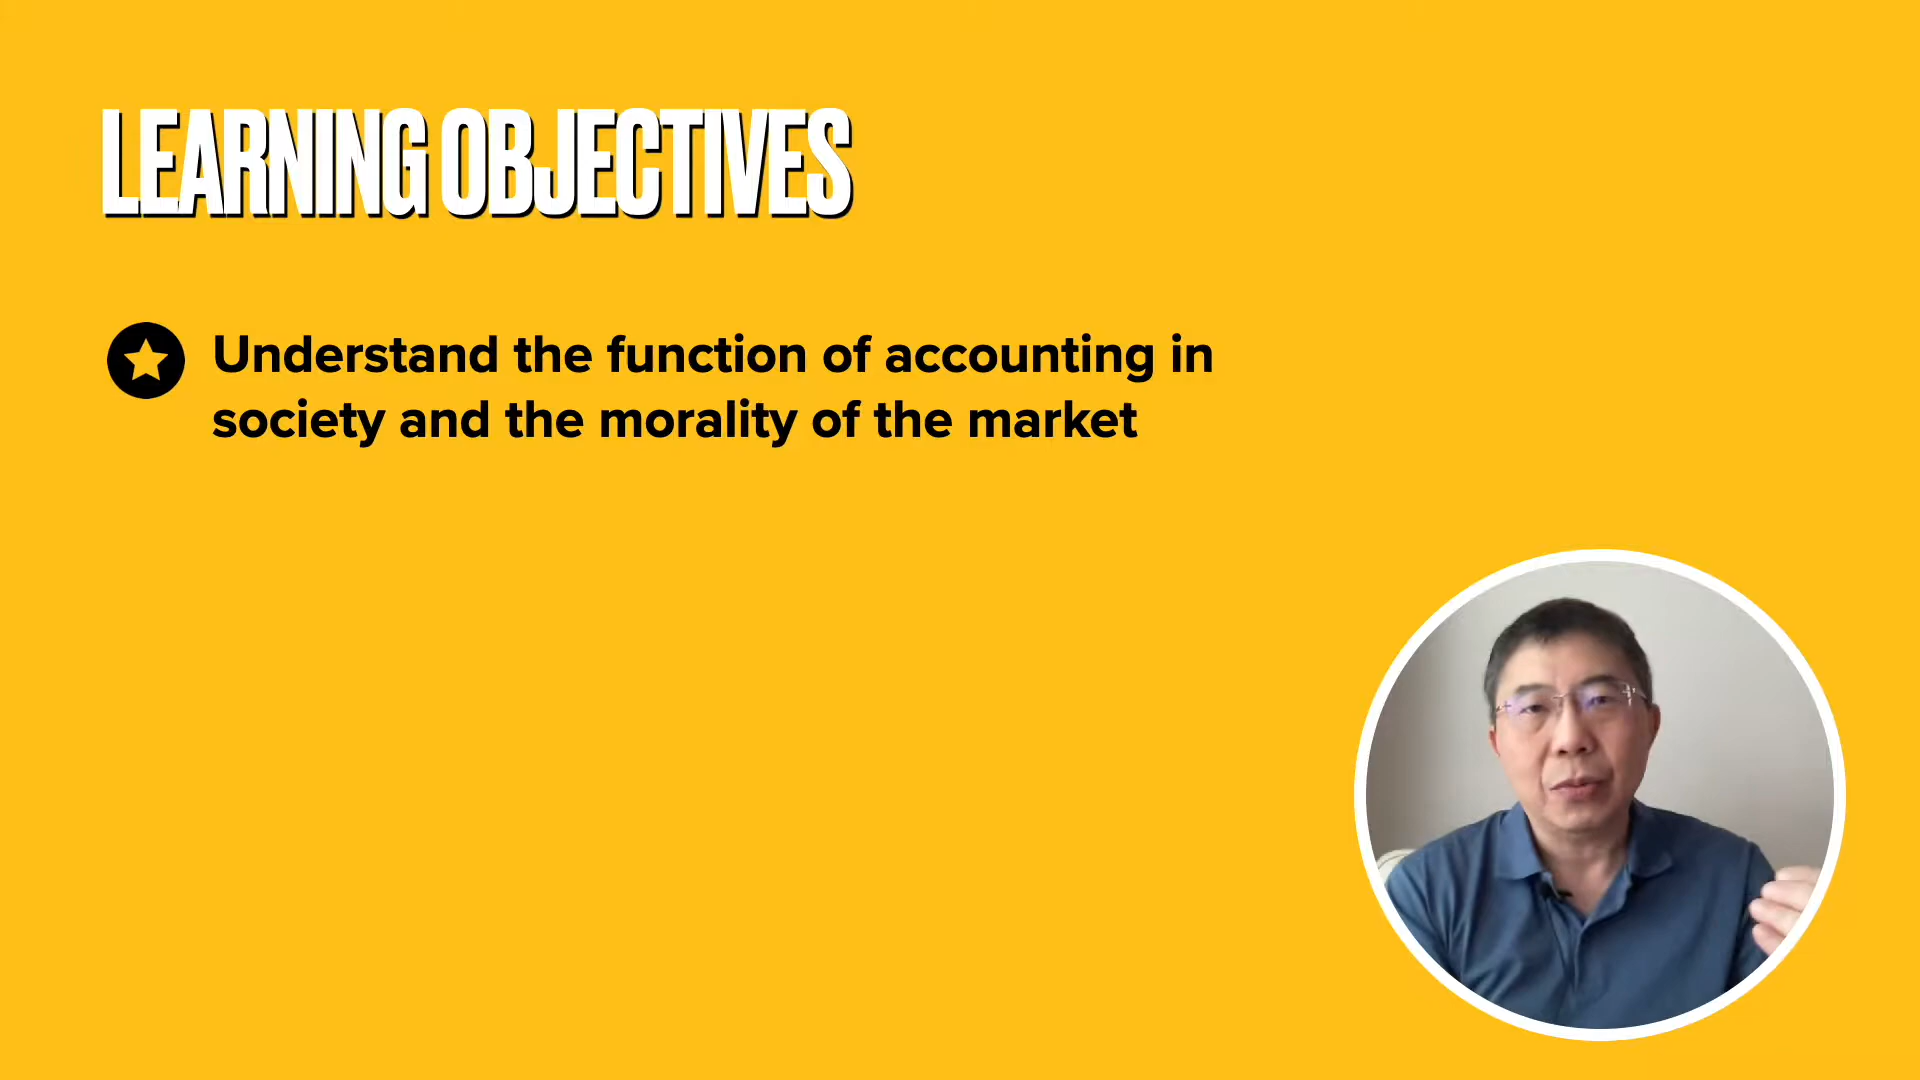 LEARNING OBJECTIVES
Understand the function of accounting in
society and the morality of the market